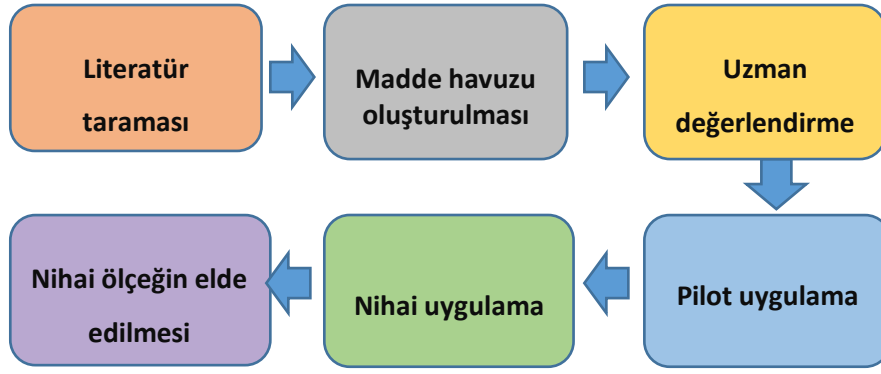 Literatür
taraması
Madde havuzu
oluşturulması
Uzman
değerlendirme
Pilot uygulama
Nihai uygulama
Nihai ölçeğin elde
edilmesi